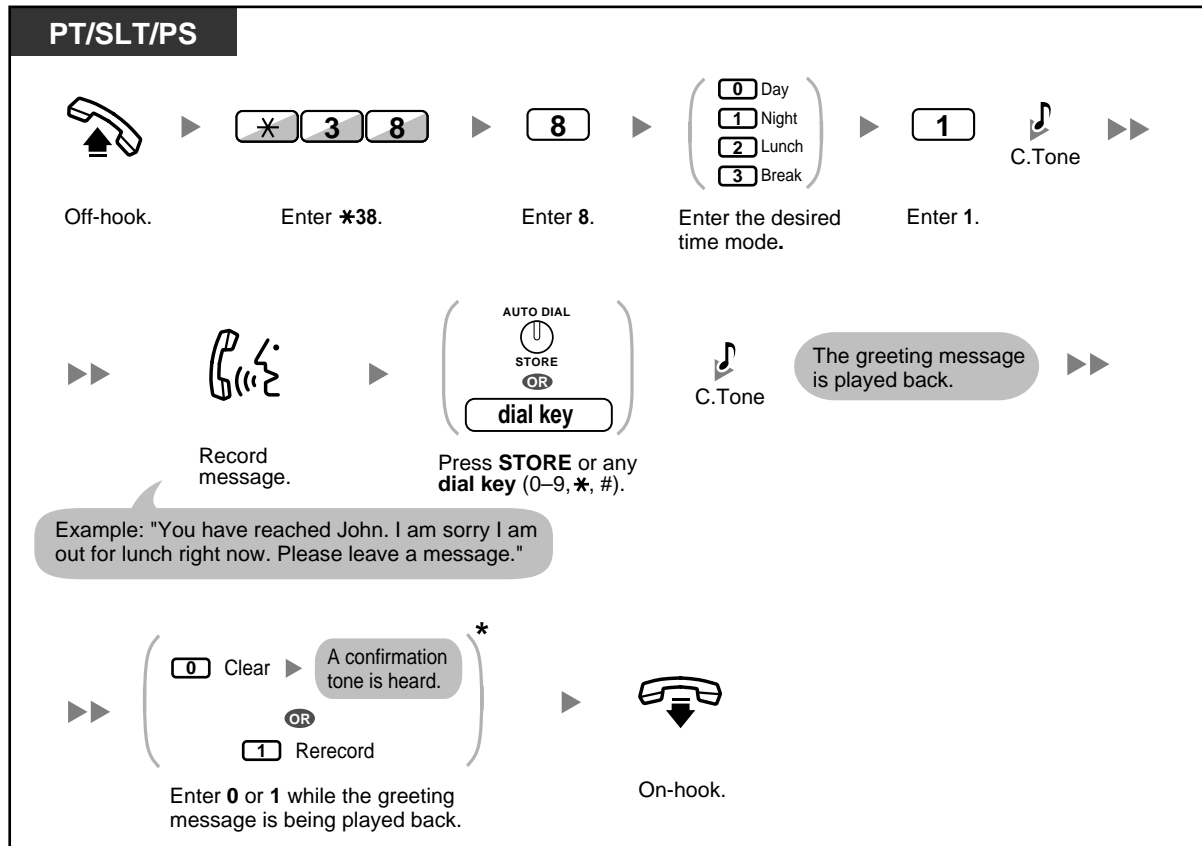 PT/SLT/PS
✳ 3 8
8
0 Day
1 Night
2 Lunch
3 Break
1
C.Tone
Off-hook.
Enter ✳38.
Enter 8.
Enter the desired
time mode.
Enter 1.
AUTO DIAL
STORE
OR
dial key
C.Tone
The greeting message
is played back.
Record
message.
Press STORE or any
dial key (0–9, ✳, #).
Example: "You have reached John. I am sorry I am
out for lunch right now. Please leave a message."
0 Clear
A confirmation
tone is heard.
*
OR
1 Rerecord
Enter 0 or 1 while the greeting
message is being played back.
On-hook.